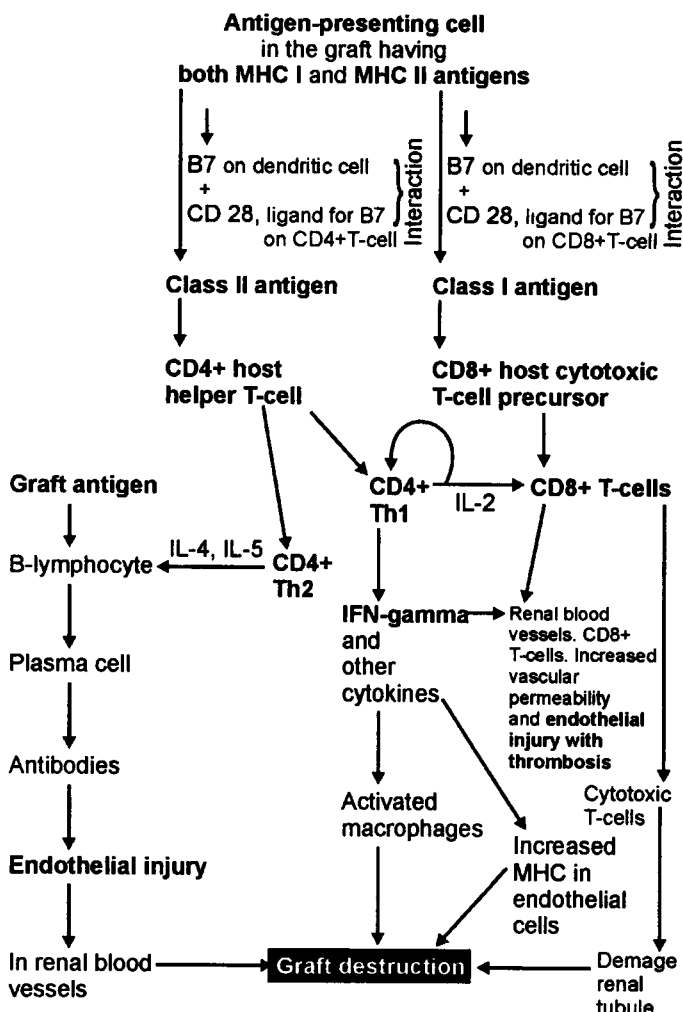 Antigen-presenting cell
in the graft having
both MHC I and MHC II antigens
B7 on dendritic cell
+
CD 28, ligand for B7
on CD4+T-cell
Interaction
B7 on dendritic cell
+
CD 28, ligand for B7
on CD8+T-cell
Interaction
Class II antigen
Class I antigen
CD4+ host
helper T-cell
CD8+ host cytotoxic
T-cell precursor
Graft antigen
CD4+
Th1
IL-2
CD8+ T-cells
B-lymphocyte
IL-4, IL-5
CD4+
Th2
IFN-gamma
and
other
cytokines
Renal blood
vessels. CD8+
T-cells. Increased
vascular
permeability
and endothelial
injury with
thrombosis
Plasma cell
Antibodies
Activated
macrophages
Cytotoxic
T-cells
Endothelial injury
Increased
MHC in
endothelial
cells
In renal blood
vessels
Graft destruction
Demage
renal
tubule